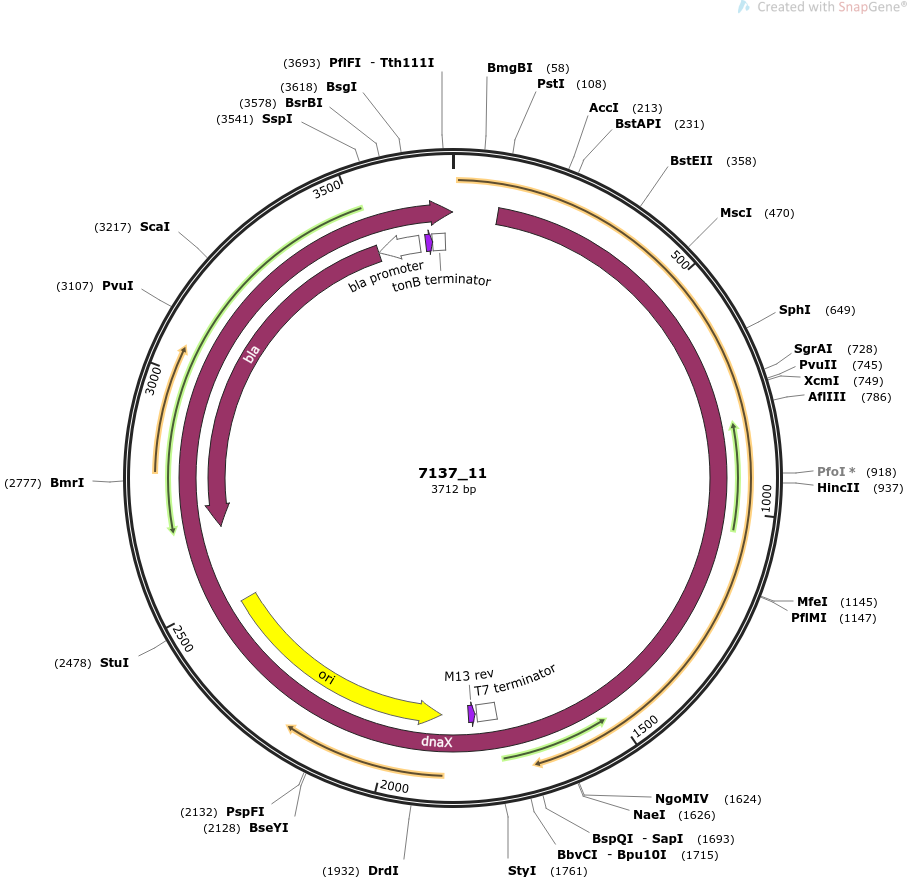 Created with SnapGene®
(3693) PflFI - Tth111I
(3618) BsgI
(3578) BsrBI
(3541) SspI
BmgBI (58)
PstI (108)
AccI (213)
BstAPI (231)
BstEII (358)
MscI (470)
SphI (649)
SgrAI (728)
PvuII (745)
XcmI (749)
AflIII (786)
PfoI * (918)
HincII (937)
MfeI (1145)
PflMI (1147)
NgoMIV (1624)
NaeI (1626)
BspQI - SapI (1693)
BbvCI - Bpu10I (1715)
StyI (1761)
(1932) DrdI
(2132) PspFI
(2128) BseYI
(2478) StuI
(2777) BmrI
(3107) PvuI
(3217) ScaI
500
1000
1500
2000
2500
3000
3500
bla promoter
tonB terminator
bla
7137_11
3712 bp
ori
M13 rev
T7 terminator
dnaX